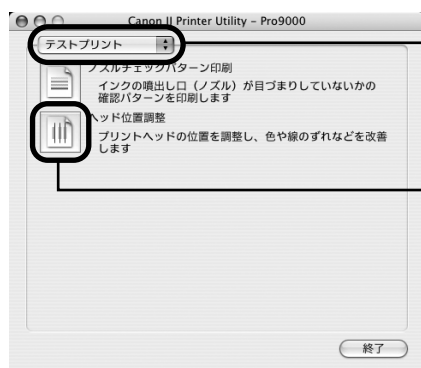 Canon IJ Printer Utility – Pro9000
テストプリント
ノズルチェックパターン印刷
インクの噴出し口（ノズル）が目づまりしていないかの
確認パターンを印刷します
ヘッド位置調整
プリントヘッドの位置を調整し、色や線のずれなどを改善
します
終了